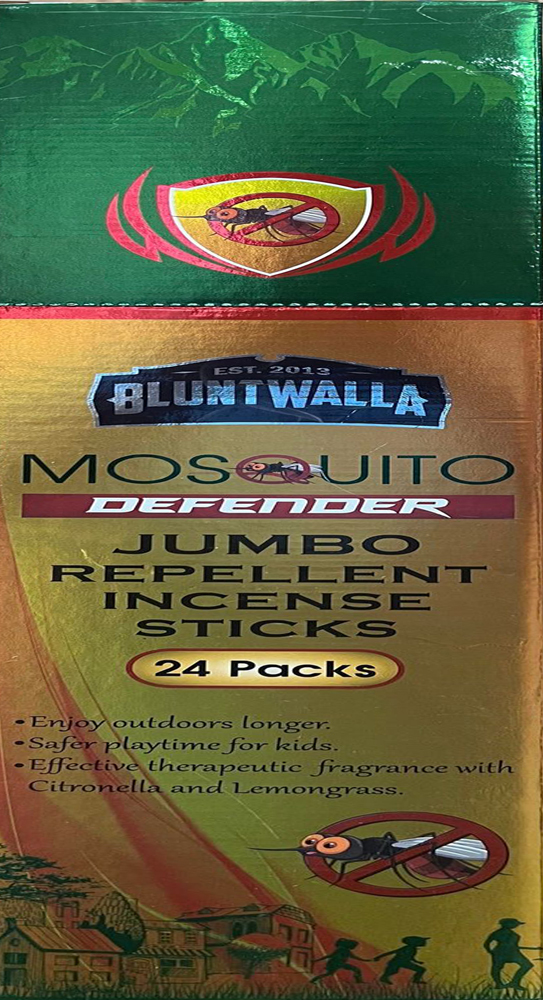 EST. 2013
BLUNTWALLA
MOSQUITO
DEFENDER
JUMBO
REPELLENT
INCENSE
STICKS
24 Packs
• Enjoy outdoors longer.
• Safer playtime for kids.
• Effective therapeutic fragrance with
Citronella and Lemongrass.